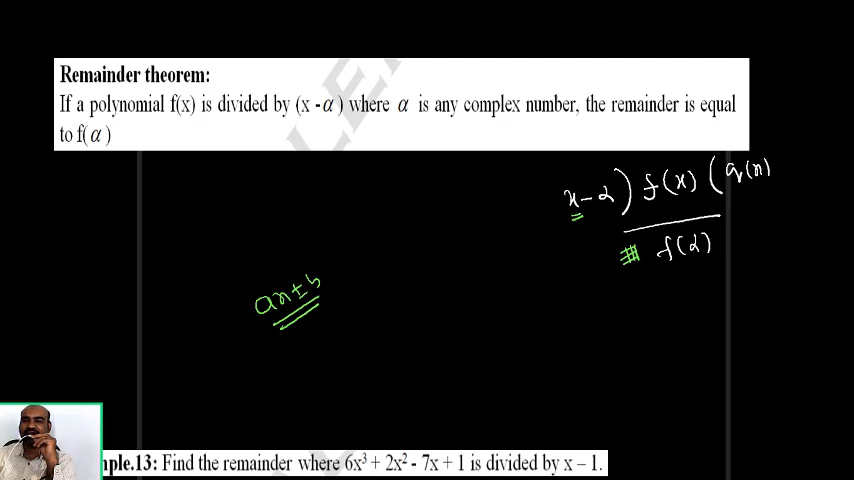 Remainder theorem:
If a polynomial f(x) is divided by (x -α ) where α is any complex number, the remainder is equal
to f(α)
x-α ) f(x) ( q(x)
f(α)
ax±b
mple.13: Find the remainder where 6x³ + 2x² - 7x + 1 is divided by x – 1.